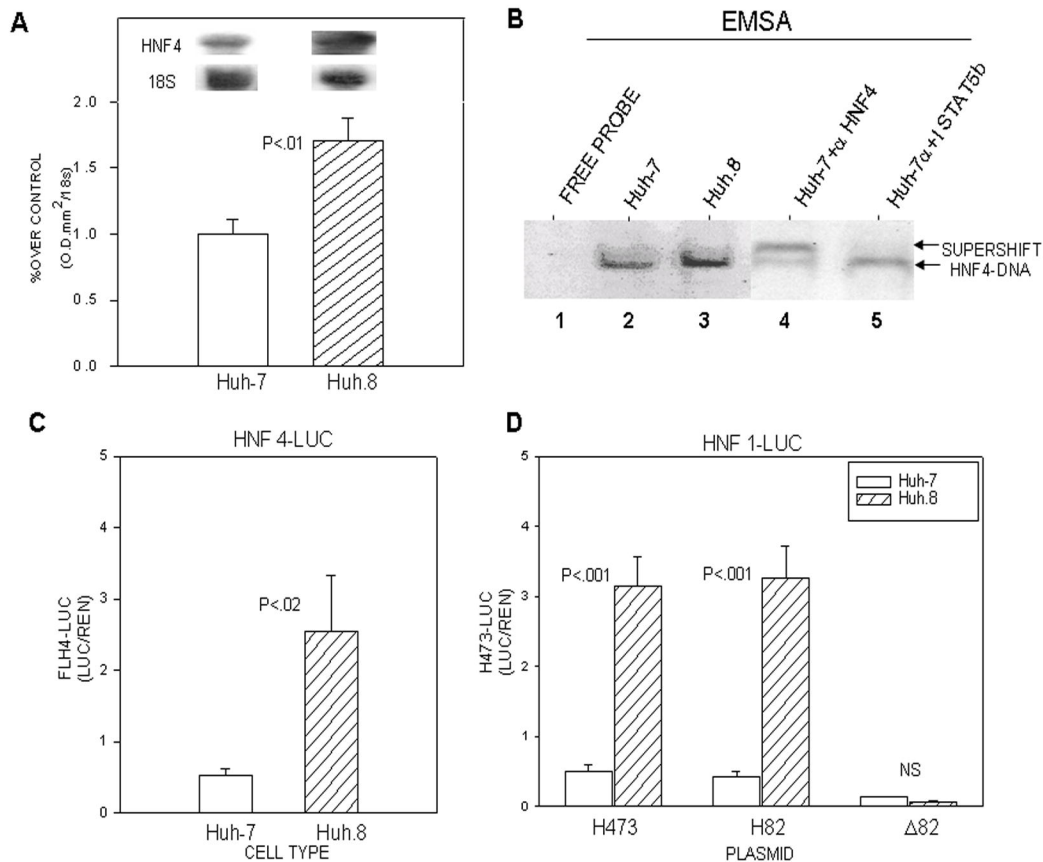 A
HNF4
18S
2.0
1.5
1.0
0.5
0.0
P<.01
%OVER CONTROL
(O.D.mm²/18s)
Huh-7
Huh.8
B
EMSA
FREE PROBE
Huh-7
Huh.8
Huh-7+α HNF4
Huh-7α+I STAT5b
SUPERSHIFT
HNF4-DNA
1
2
3
4
5
C
HNF 4-LUC
5
4
3
2
1
0
P<.02
FLH4-LUC
(LUC/REN)
Huh-7
Huh.8
CELL TYPE
D
HNF 1-LUC
5
4
3
2
1
0
Huh-7
Huh.8
P<.001
P<.001
NS
H473-LUC
(LUC/REN)
H473
H82
Δ82
PLASMID